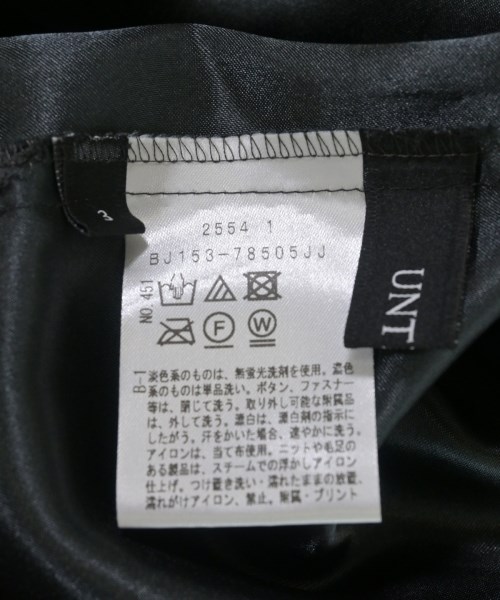 3
2554 1
BJ153-78505JJ
NO.451
F
W
B-1
淡色系のものは、無蛍光洗剤を使用。濃色
系のものは単品洗い。ボタン、ファスナー
等は、閉じて洗う。取り外し可能な附属品
は、外して洗う。漂白は、漂白剤の指示に
したがう。汗をかいた場合、速やかに洗う。
アイロンは、当て布使用。ニットや毛足の
ある製品は、スチームでの浮かしアイロン
仕上げ。つけ置き洗い・濡れたままの放置、
濡れがけアイロン、禁止。附属・プリント
UNT